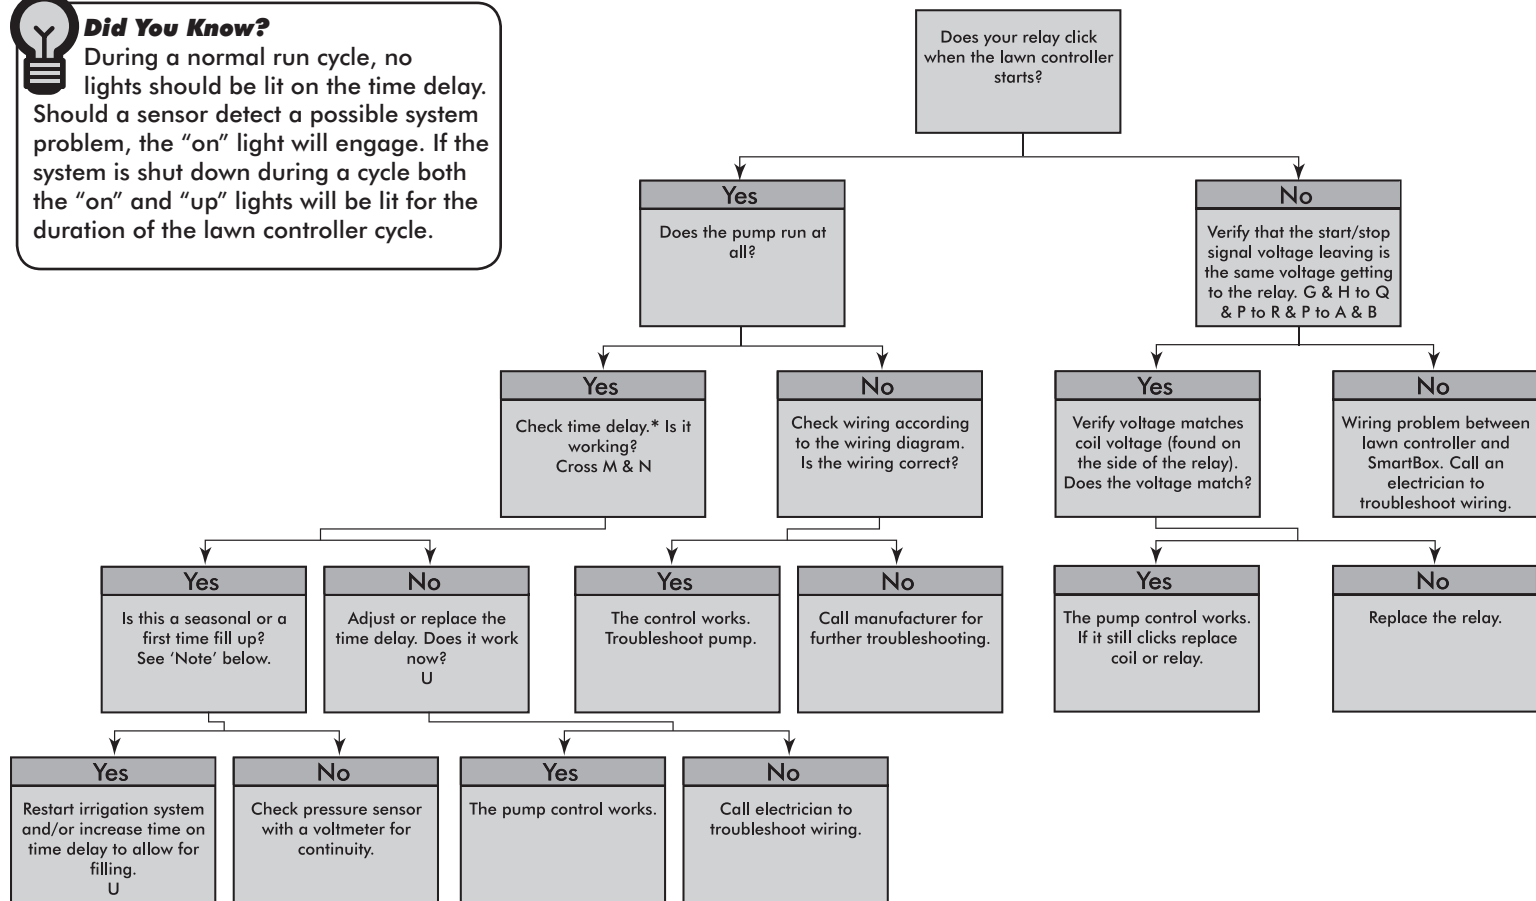 Did You Know?
During a normal run cycle, no
lights should be lit on the time delay.
Should a sensor detect a possible system
problem, the “on” light will engage. If the
system is shut down during a cycle both
the “on” and “up” lights will be lit for the
duration of the lawn controller cycle.
Does your relay click
when the lawn controller
starts?
Yes
Does the pump run at
all?
No
Verify that the start/stop
signal voltage leaving is
the same voltage getting
to the relay. G & H to Q
& P to R & P to A & B
Yes
Check time delay.* Is it
working?
Cross M & N
No
Check wiring according
to the wiring diagram.
Is the wiring correct?
Yes
Verify voltage matches
coil voltage (found on
the side of the relay).
Does the voltage match?
No
Wiring problem between
lawn controller and
SmartBox. Call an
electrician to
troubleshoot wiring.
Yes
Is this a seasonal or a
first time fill up?
See ‘Note’ below.
No
Adjust or replace the
time delay. Does it work
now?
U
Yes
The control works.
Troubleshoot pump.
No
Call manufacturer for
further troubleshooting.
Yes
The pump control works.
If it still clicks replace
coil or relay.
No
Replace the relay.
Yes
Restart irrigation system
and/or increase time on
time delay to allow for
filling.
U
No
Check pressure sensor
with a voltmeter for
continuity.
Yes
The pump control works.
No
Call electrician to
troubleshoot wiring.